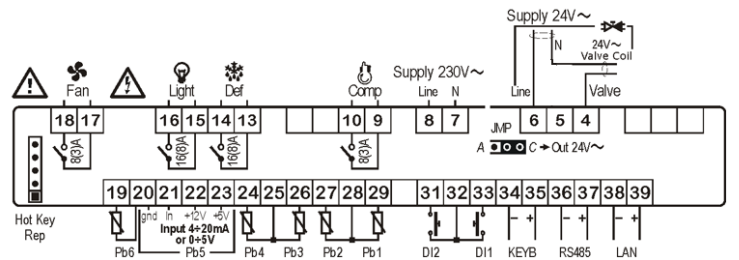 Supply 24V~
N
24V~
Valve Coil
Fan
Light
Def
Comp
Supply 230V~
Line
N
Line
Valve
18 17
16 15 14 13
10 9
8 7
6 5 4
8(3)A
16(8)A
16(8)A
8(3)A
JMP
A C → Out 24V~
19 20 21 22 23 24 25 26 27 28 29
31 32 33 34 35 36 37 38 39
Hot Key
Rep
gnd In +12V +5V
Input 4÷20mA
or 0÷5V
- + - + - +
Pb6 Pb5 Pb4 Pb3 Pb2 Pb1 DI2 DI1 KEYB RS485 LAN